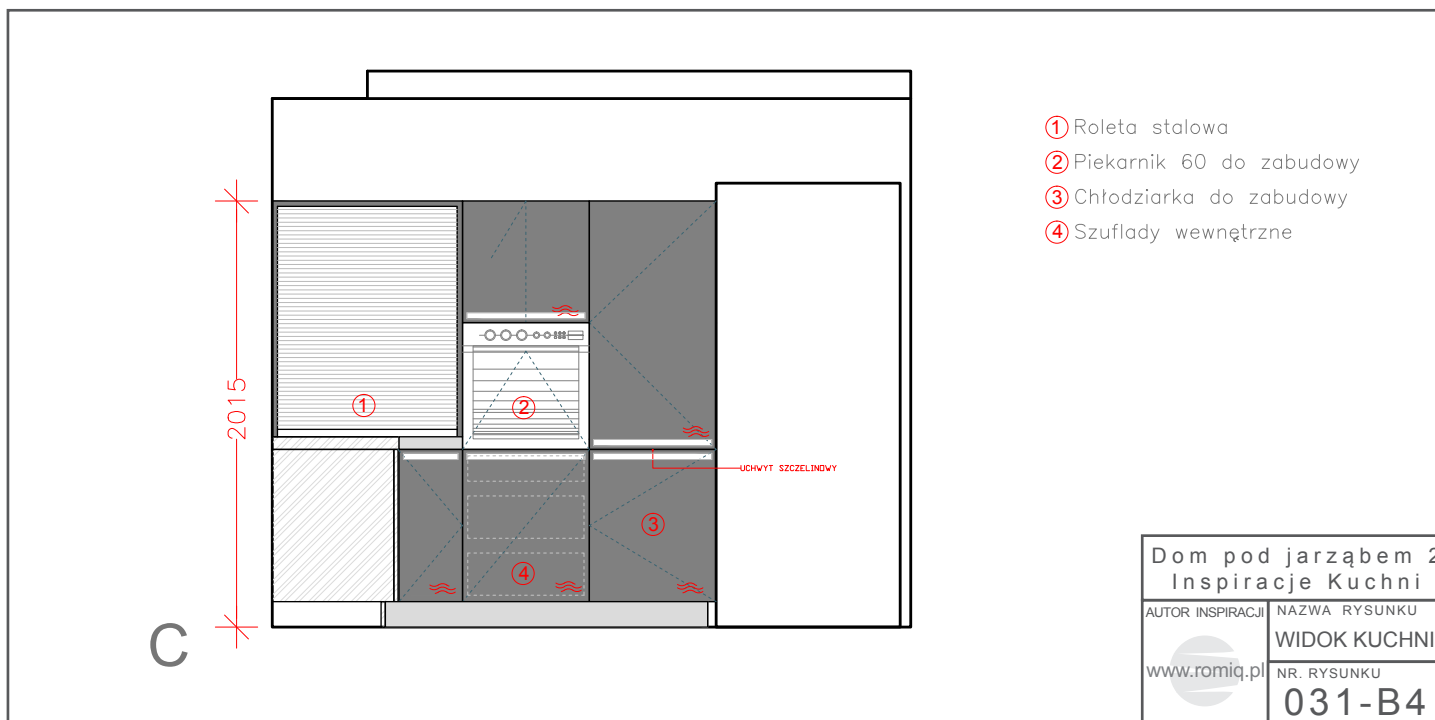 1 Roleta stalowa
2 Piekarnik 60 do zabudowy
3 Chłodziarka do zabudowy
4 Szuflady wewnętrzne
2015
1
2
UCHWYT SZCZELINOWY
3
4
C
Dom pod jarząbem 2
Inspiracje Kuchni
AUTOR INSPIRACJI
www.romiq.pl
NAZWA RYSUNKU
WIDOK KUCHNI
NR. RYSUNKU
031-B4